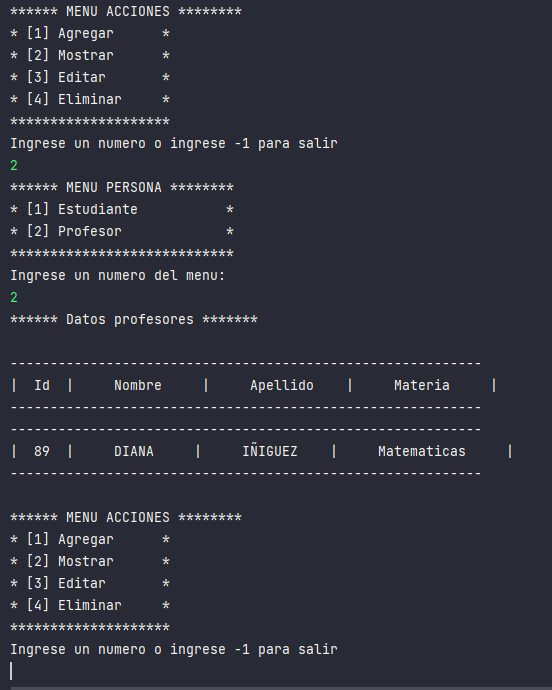 ****** MENU ACCIONES ********
* [1] Agregar      *
* [2] Mostrar      *
* [3] Editar       *
* [4] Eliminar     *
********************
Ingrese un numero o ingrese -1 para salir
2
****** MENU PERSONA ********
* [1] Estudiante           *
* [2] Profesor             *
****************************
Ingrese un numero del menu:
2
****** Datos profesores *******
-----------------------------------------------------------
|  Id  |     Nombre     |     Apellido    |     Materia     |
-----------------------------------------------------------
-----------------------------------------------------------
|  89  |     DIANA     |     IÑIGUEZ    |     Matematicas     |
-----------------------------------------------------------
****** MENU ACCIONES ********
* [1] Agregar      *
* [2] Mostrar      *
* [3] Editar       *
* [4] Eliminar     *
********************
Ingrese un numero o ingrese -1 para salir